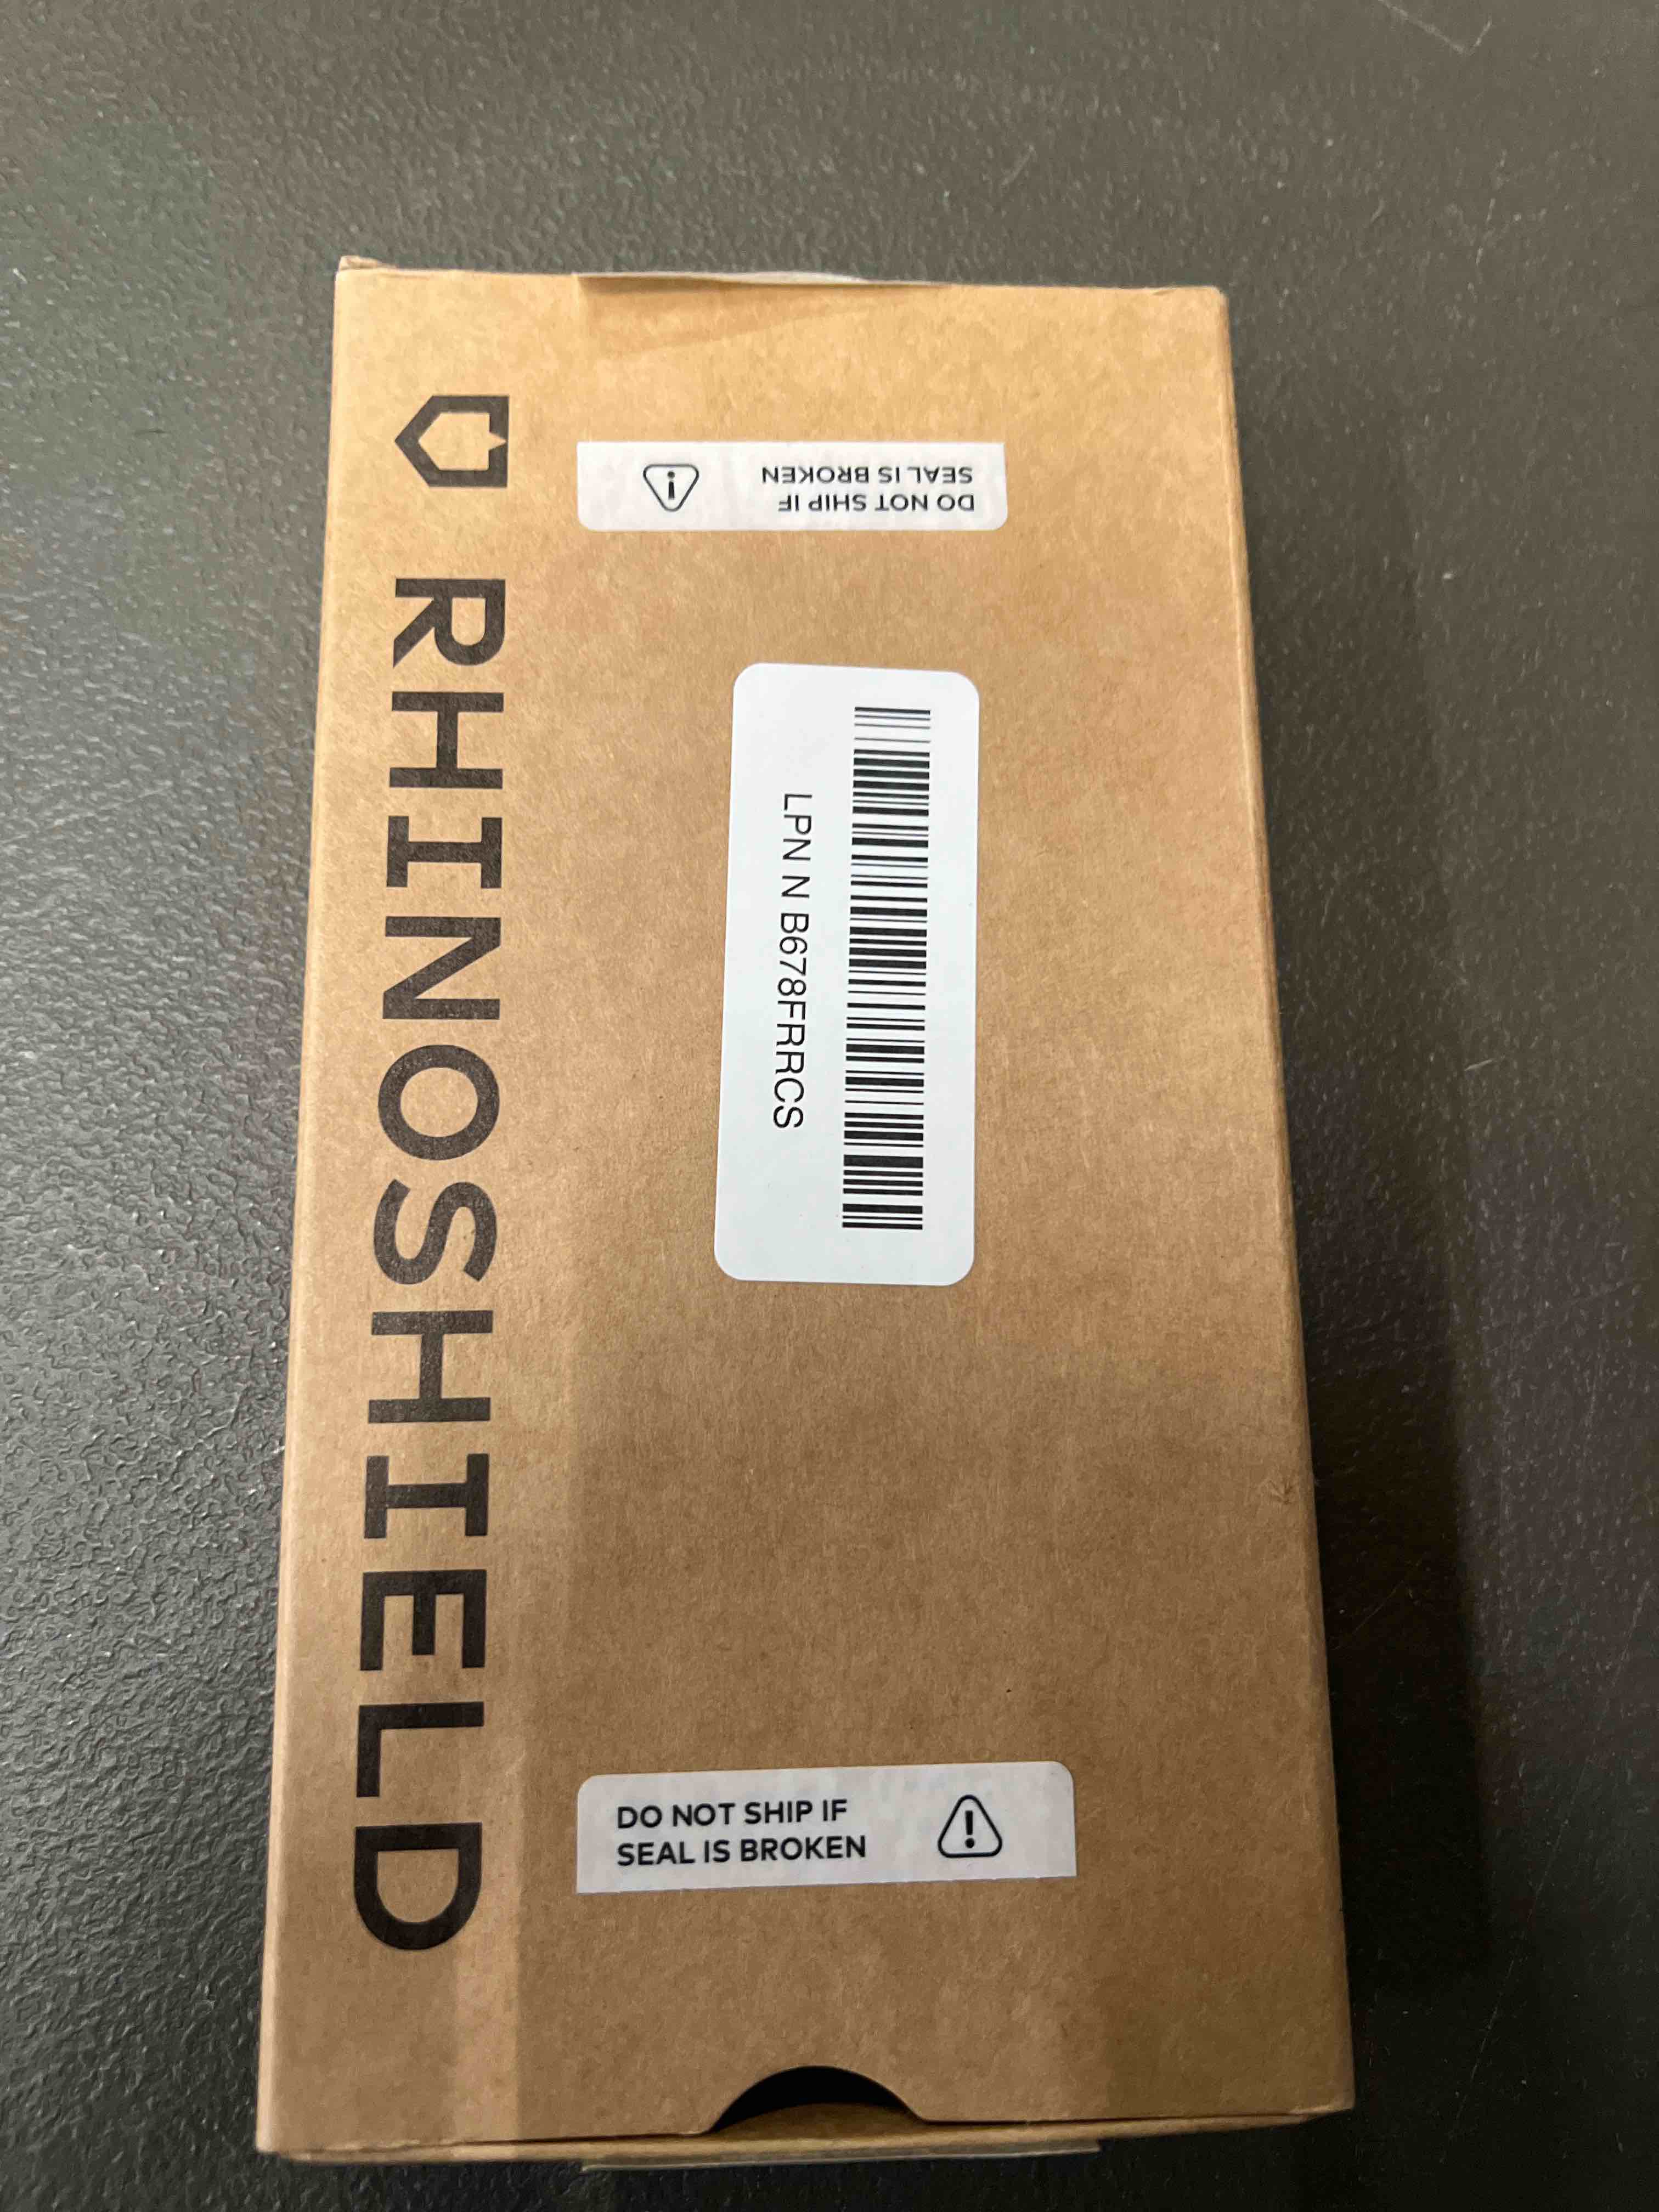 RHINOSHIELD
DO NOT SHIP IF
SEAL IS BROKEN
LPN N B678FRRCS
DO NOT SHIP IF
SEAL IS BROKEN